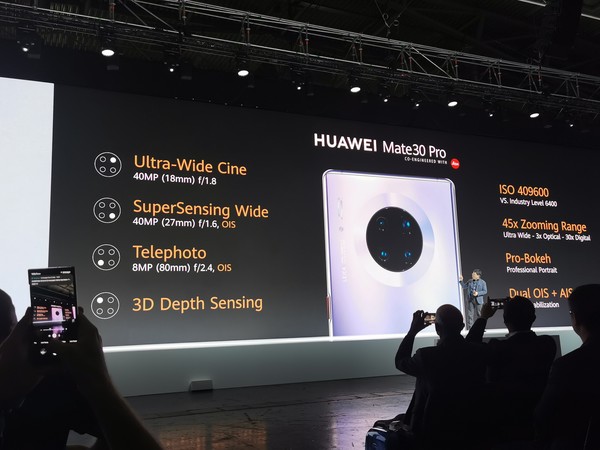 HUAWEI Mate30 Pro
CO-ENGINEERED WITH
Ultra-Wide Cine
40MP (18mm) f/1.8
SuperSensing Wide
40MP (27mm) f/1.6, OIS
Telephoto
8MP (80mm) f/2.4, OIS
3D Depth Sensing
ISO 409600
VS. Industry Level 6400
45x Zooming Range
Ultra Wide - 3x Optical - 30x Digital
Pro-Bokeh
Professional Portrait
Dual OIS + AIS